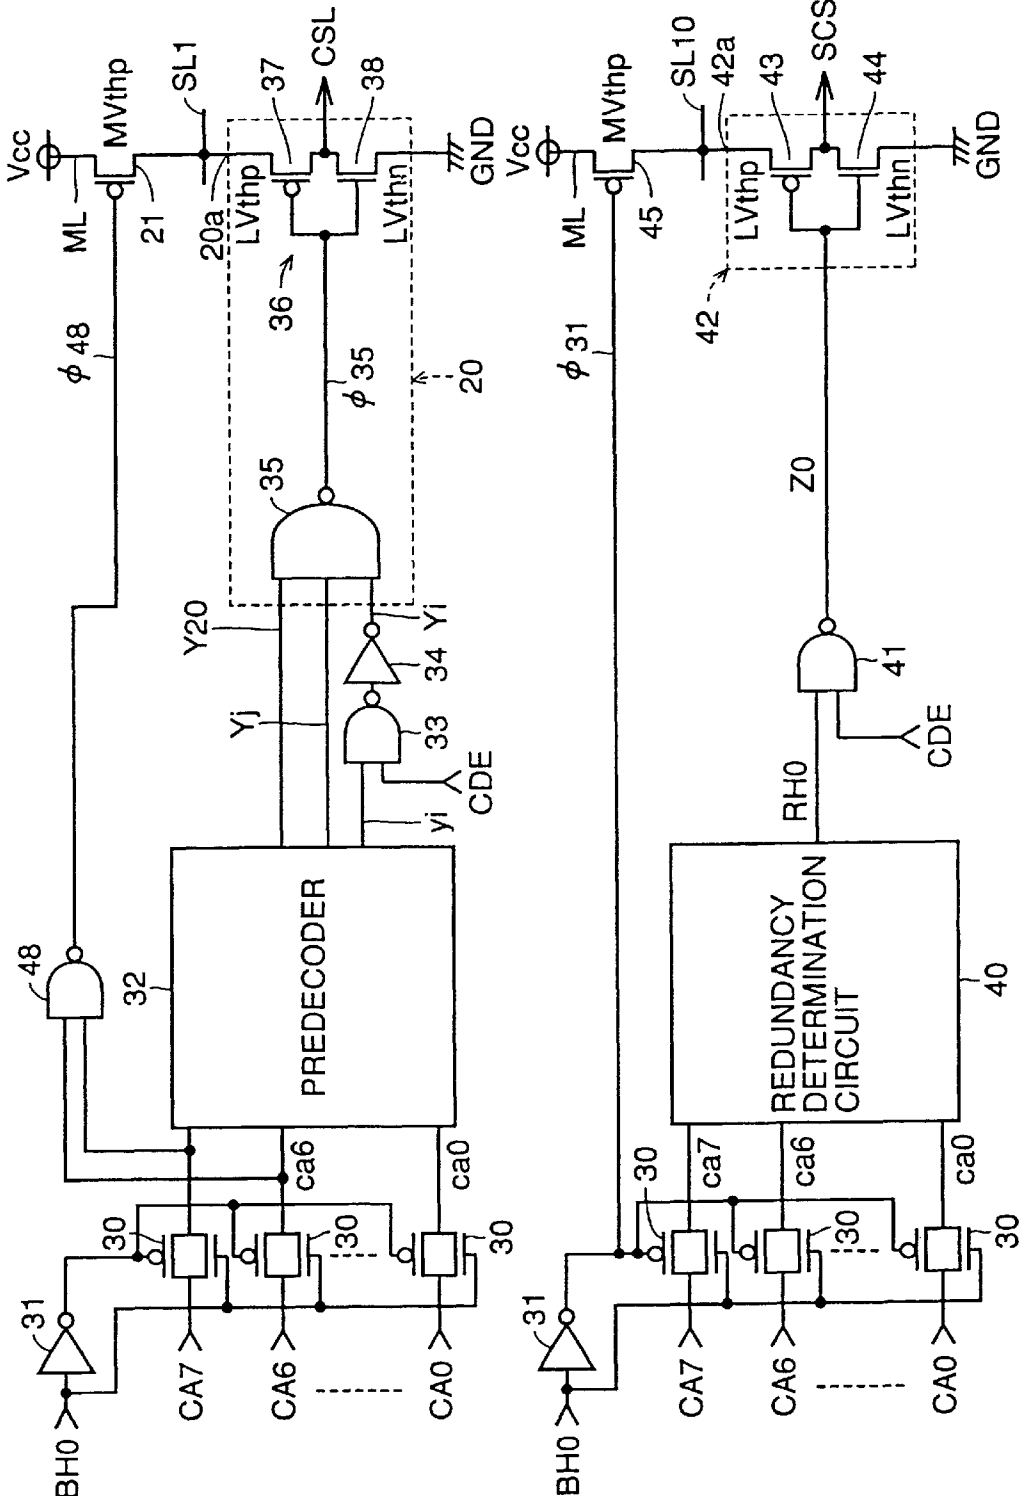 Vcc
ML
MVthp
21
φ48
SL1
20a
LVthp
37
CSL
38
36
LVthn
GND
φ35
20
35
Y20
Yj
Yi
34
33
CDE
yi
48
32
PREDECODER
ca6
ca0
30
30
30
31
BH0
CA7
CA6
CA0
Vcc
ML
MVthp
45
φ31
SL10
42a
LVthp
43
SCS
44
42
LVthn
GND
Z0
41
CDE
RH0
REDUNDANCY
DETERMINATION
CIRCUIT
40
30
ca7
ca6
ca0
30
30
31
BH0
CA7
CA6
CA0